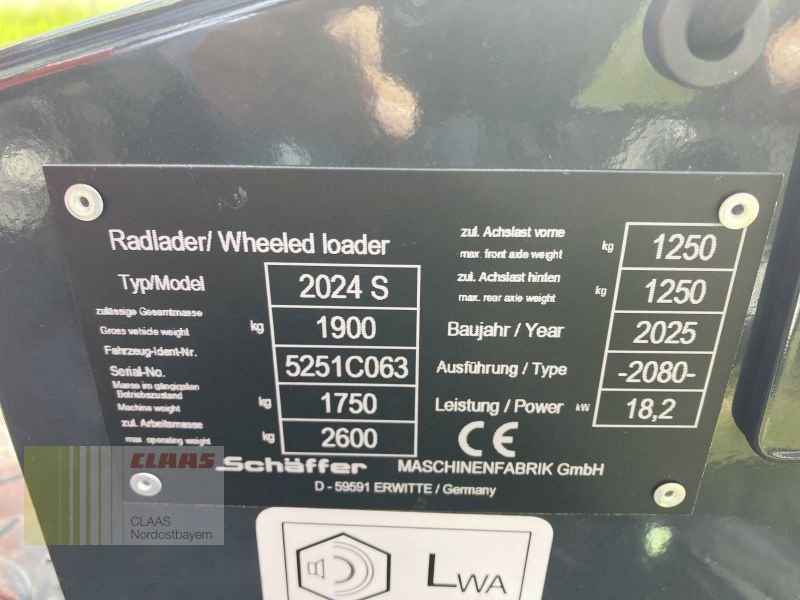 Radlader/ Wheeled loader
Typ/Model 2024 S
zulässige Gesamtmasse
Gross vehicle weight kg 1900
Fahrzeug-Ident-Nr.
Serial-No. 5251C063
Masse im gängigsten
Betriebszustand
Machine weight kg 1750
zul. Arbeitsmasse
max operating weight kg 2600
zul. Achslast vorne
max. front axle weight kg 1250
zul. Achslast hinten
max. rear axle weight kg 1250
Baujahr / Year 2025
Ausführung / Type -2080-
Leistung / Power kW 18,2
CE
Schäffer MASCHINENFABRIK GmbH
D - 59591 ERWITTE / Germany
CLAAS
CLAAS
Nordostbayern
LWA